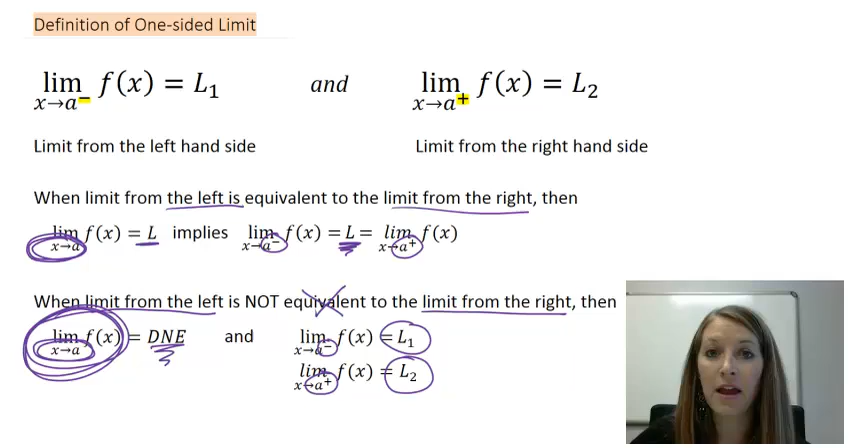 Definition of One-sided Limit
lim x→a⁻ f(x) = L₁ and lim x→a⁺ f(x) = L₂
Limit from the left hand side Limit from the right hand side
When limit from the left is equivalent to the limit from the right, then
lim x→a f(x) = L implies lim x→a⁻ f(x) = L = lim x→a⁺ f(x)
When limit from the left is NOT equivalent to the limit from the right, then
lim x→a f(x) = DNE and lim x→a⁻ f(x) = L₁
lim x→a⁺ f(x) = L₂